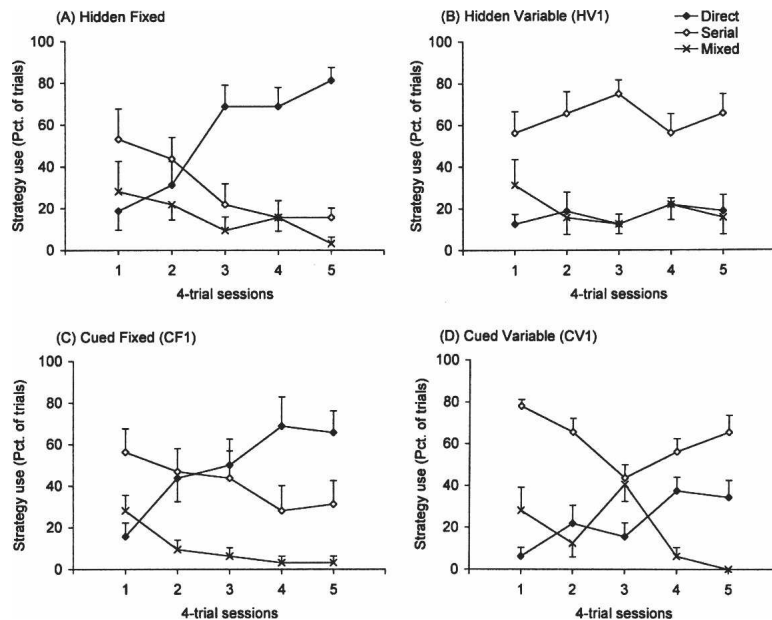 (A) Hidden Fixed
100
80
60
40
20
0
Strategy use (Pct. of trials)
1 2 3 4 5
4-trial sessions
(B) Hidden Variable (HV1)
Direct
Serial
Mixed
100
80
60
40
20
0
Strategy use (Pct. of trials)
1 2 3 4 5
4-trial sessions
(C) Cued Fixed (CF1)
100
80
60
40
20
0
Strategy use (Pct. of trials)
1 2 3 4 5
4-trial sessions
(D) Cued Variable (CV1)
100
80
60
40
20
0
Strategy use (Pct. of trials)
1 2 3 4 5
4-trial sessions